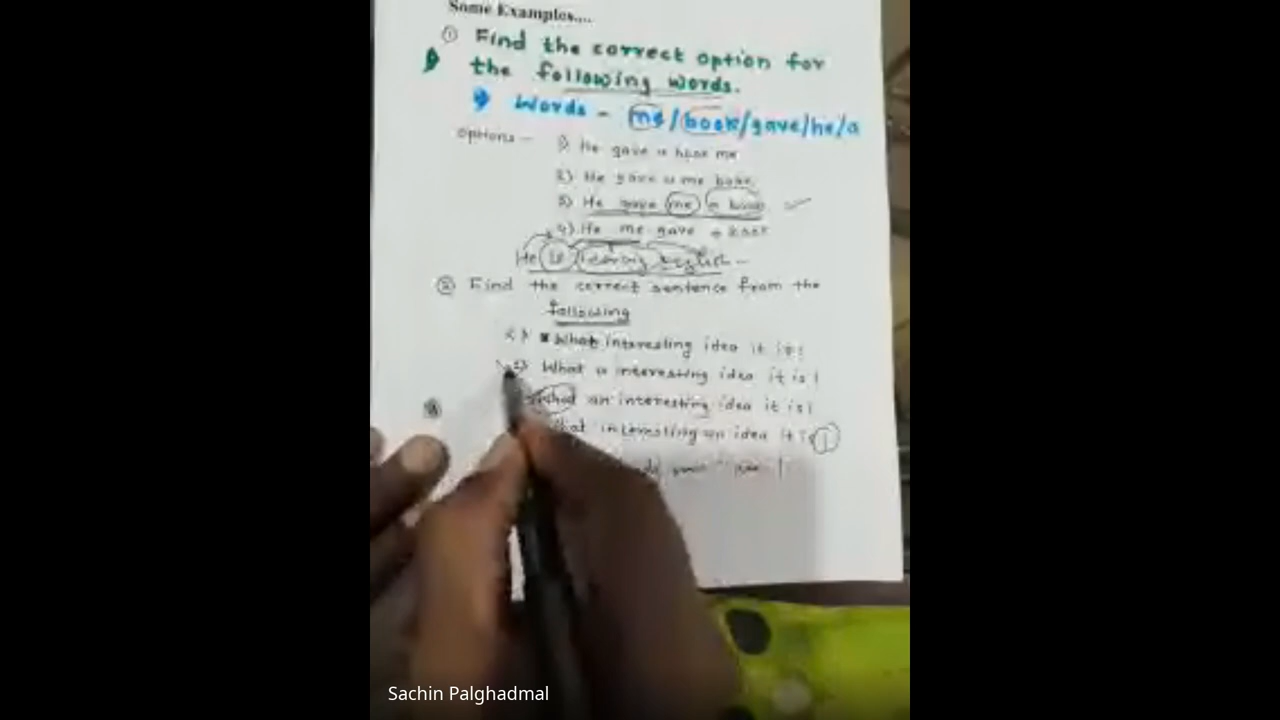 Some Examples....
① Find the correct option for
the following words.
Words - me/book/gave/he/a
options - 1) He gave a book me
2) He gave a me book.
3) He gave me a book
4) He me gave a book
He is learning english -
② Find the correct sentence from the
following
What interesting idea it is!
2) What a interesting idea it is!
What an interesting idea it is!
What interesting an idea it is!
Sachin Palghadmal